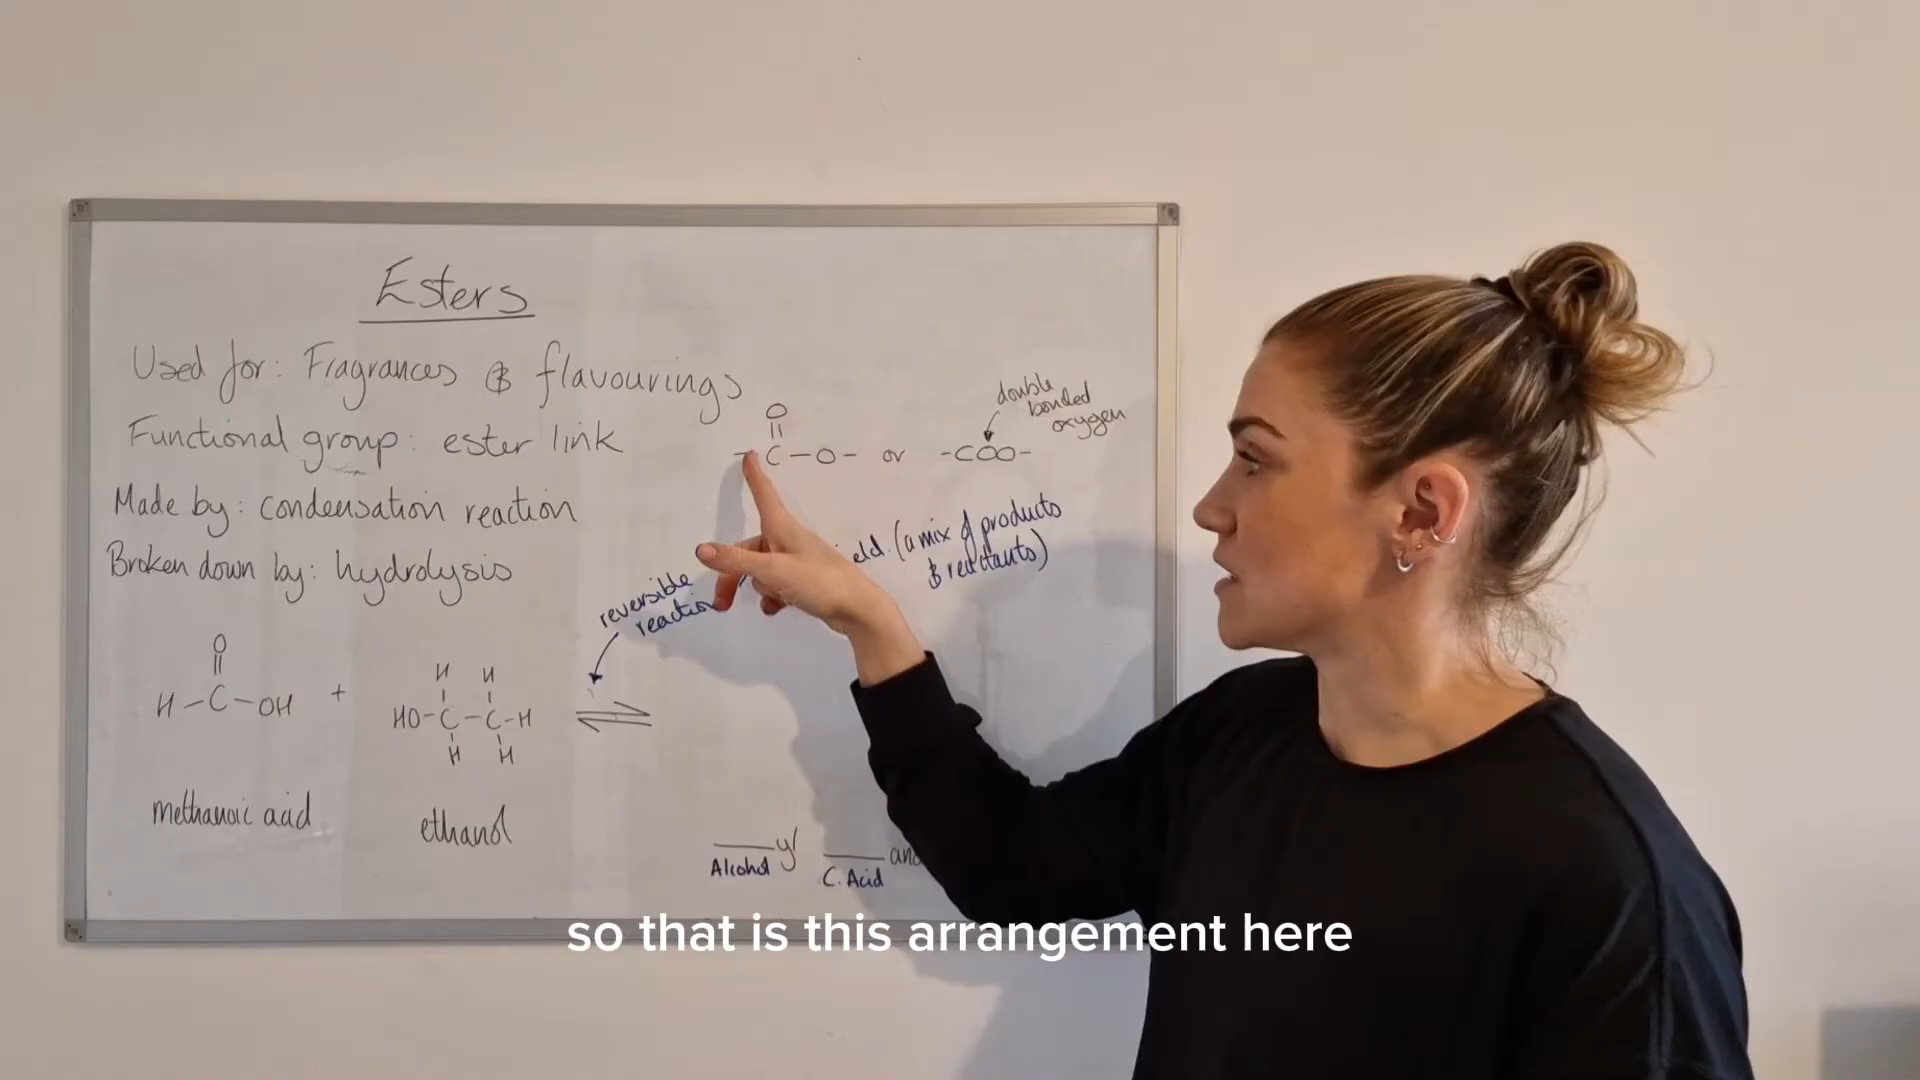 Esters
Used for: Fragrances & flavourings
Functional group: ester link
O
||
-C-O- or -COO-
double
bonded
oxygen
Made by: condensation reaction
Broken down by: hydrolysis
(a mix of products
& reactants)
reversible
reaction
O
||
H-C-OH +
H H
HO-C-C-H
H H
methanoic acid
ethanol
yl
Alcohol C. Acid
so that is this arrangement here